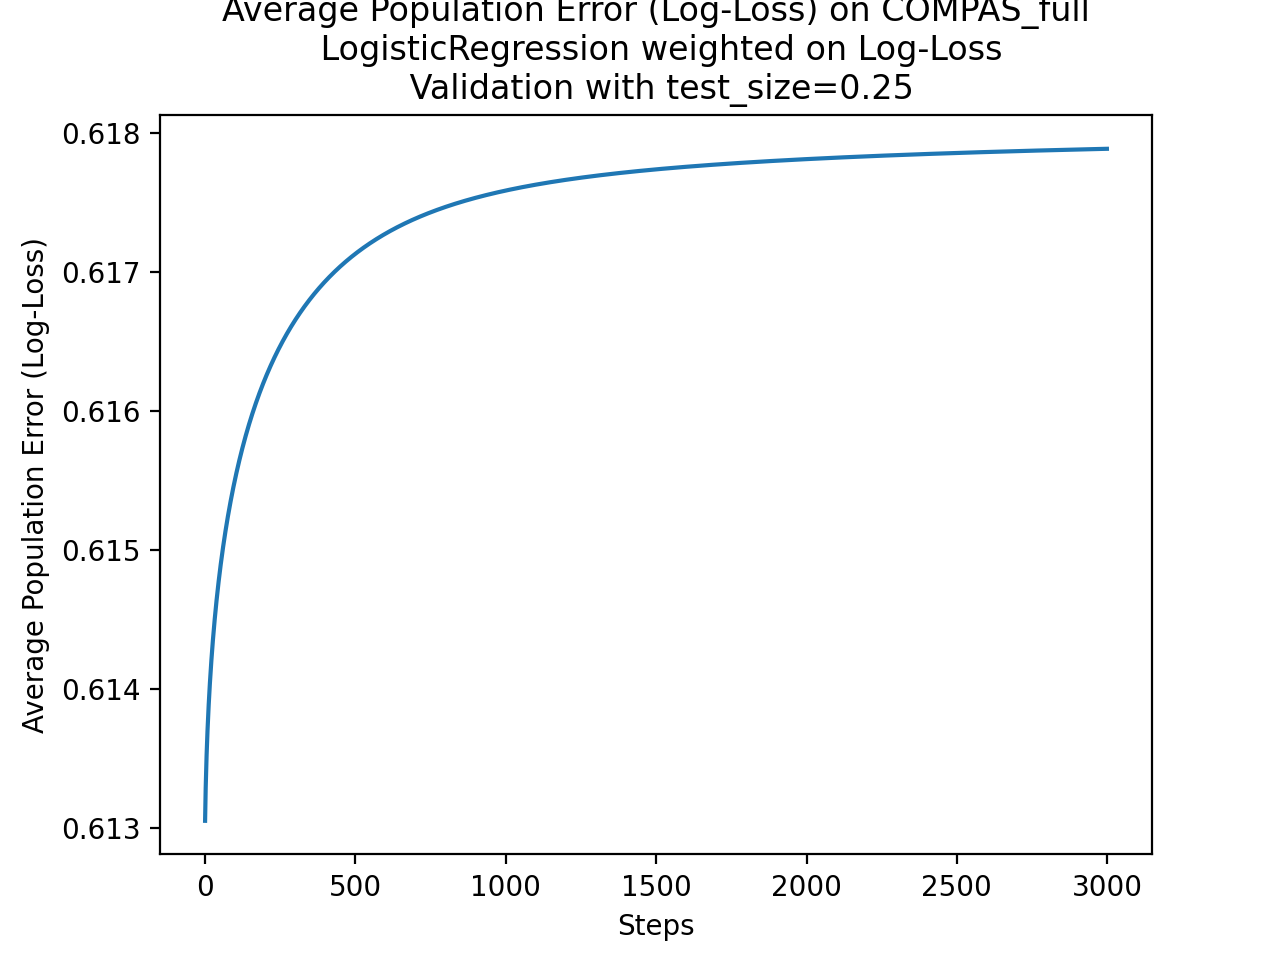 Average Population Error (Log-Loss) on COMPAS_full
LogisticRegression weighted on Log-Loss
Validation with test_size=0.25
0.618
0.617
0.616
0.615
0.614
0.613
Average Population Error (Log-Loss)
0 500 1000 1500 2000 2500 3000
Steps